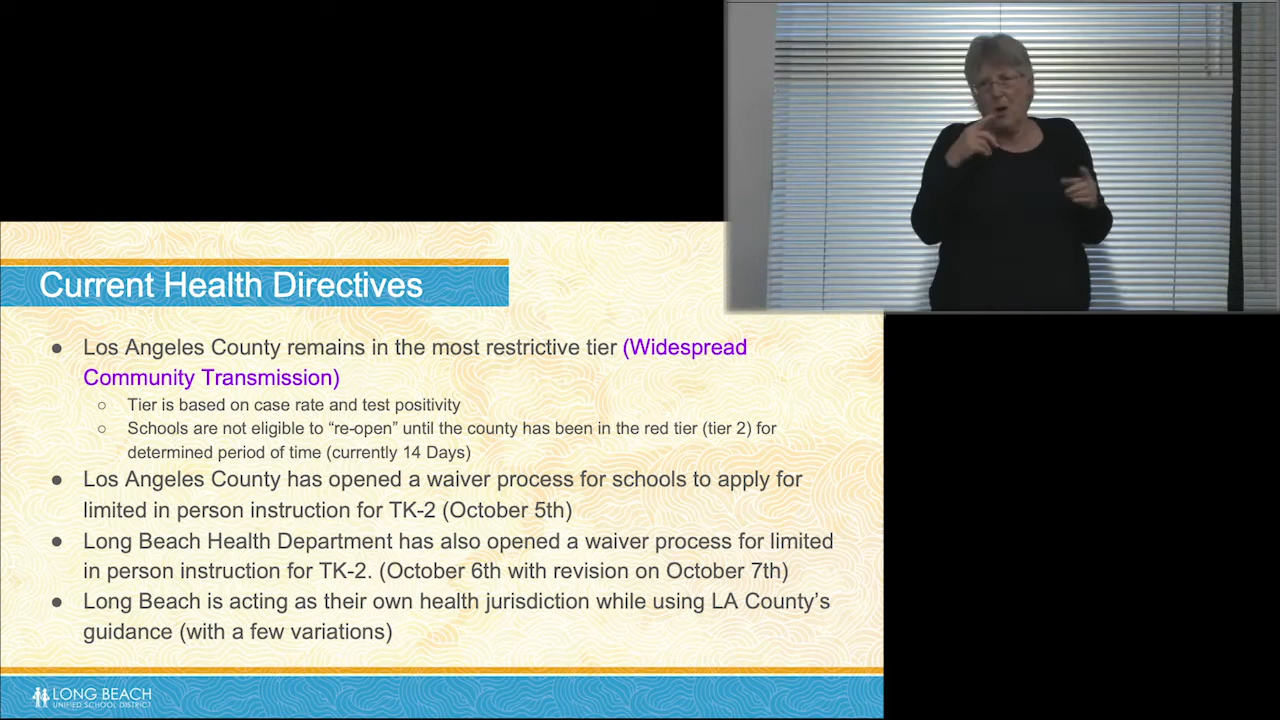 Current Health Directives
● Los Angeles County remains in the most restrictive tier (Widespread
Community Transmission)
○ Tier is based on case rate and test positivity
○ Schools are not eligible to “re-open” until the county has been in the red tier (tier 2) for
determined period of time (currently 14 Days)
● Los Angeles County has opened a waiver process for schools to apply for
limited in person instruction for TK-2 (October 5th)
● Long Beach Health Department has also opened a waiver process for limited
in person instruction for TK-2. (October 6th with revision on October 7th)
● Long Beach is acting as their own health jurisdiction while using LA County’s
guidance (with a few variations)
LONG BEACH
UNIFIED SCHOOL DISTRICT